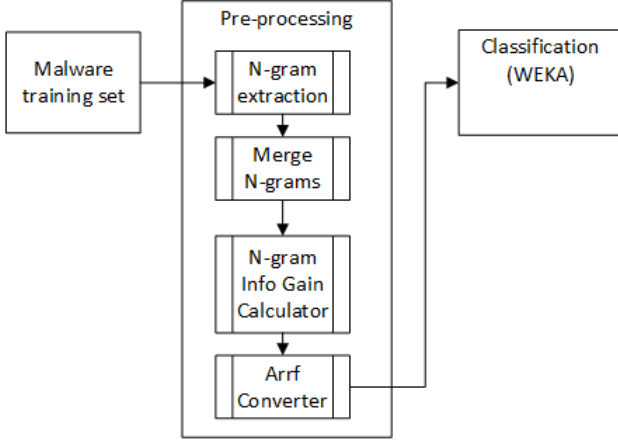 Pre-processing
Malware
training set
N-gram
extraction
Merge
N-grams
N-gram
Info Gain
Calculator
Arrf
Converter
Classification
(WEKA)